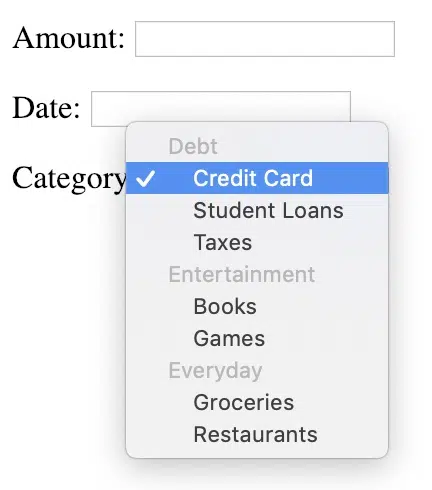 Amount:
Date:
Debt
Category
Credit Card
Student Loans
Taxes
Entertainment
Books
Games
Everyday
Groceries
Restaurants